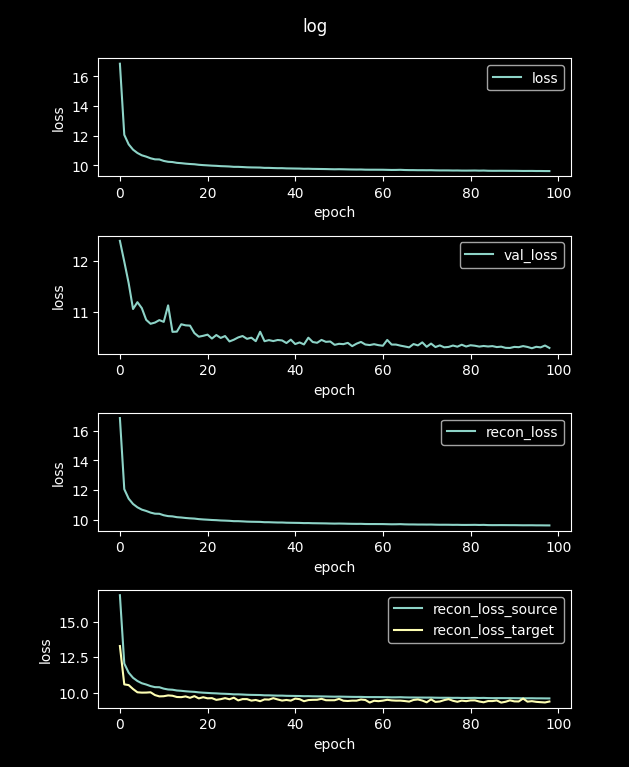 log
16
14
12
10
loss
loss
0 20 40 60 80 100
epoch
12
11
loss
val_loss
0 20 40 60 80 100
epoch
16
14
12
10
loss
recon_loss
0 20 40 60 80 100
epoch
15.0
12.5
10.0
loss
recon_loss_source
recon_loss_target
0 20 40 60 80 100
epoch